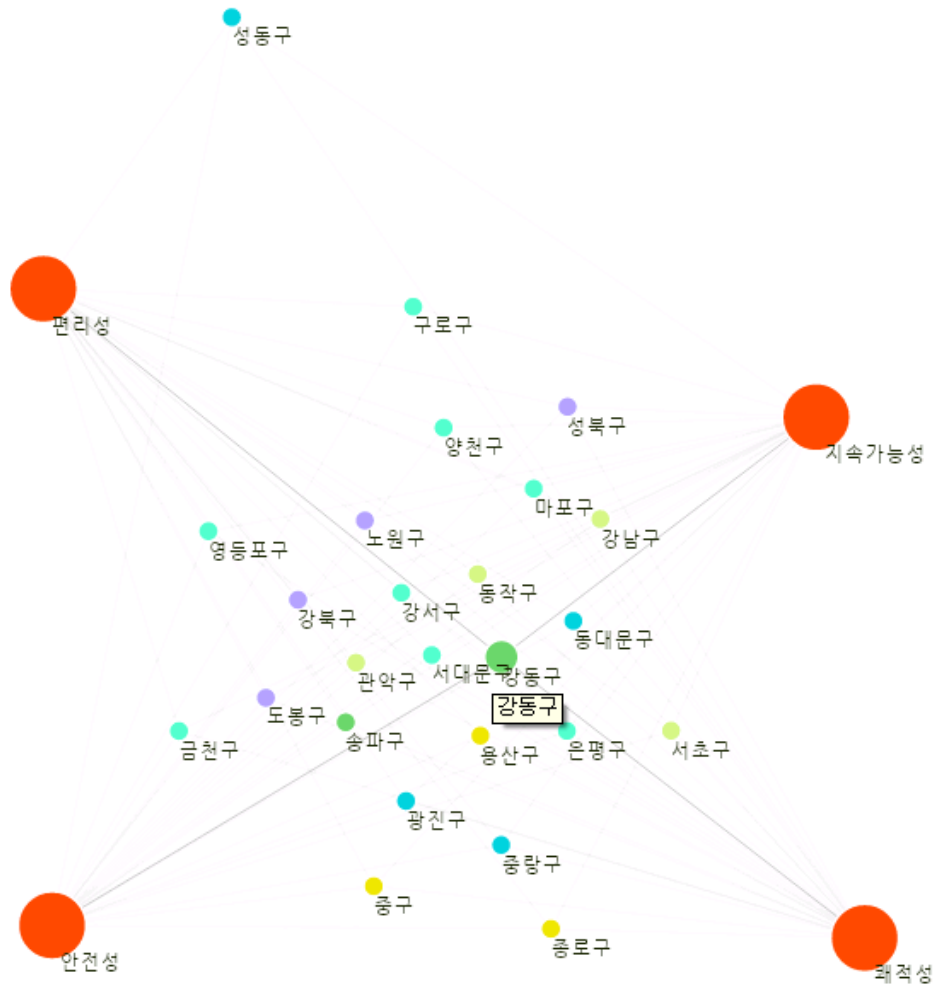 성동구
편리성
구로구
성북구
양천구
지속가능성
마포구
강남구
노원구
영등포구
동작구
강서구
강북구
동대문구
서대문구
강동구
관악구
강동구
도봉구
송파구
금천구
용산구
은평구
서초구
광진구
중랑구
중구
종로구
안전성
쾌적성